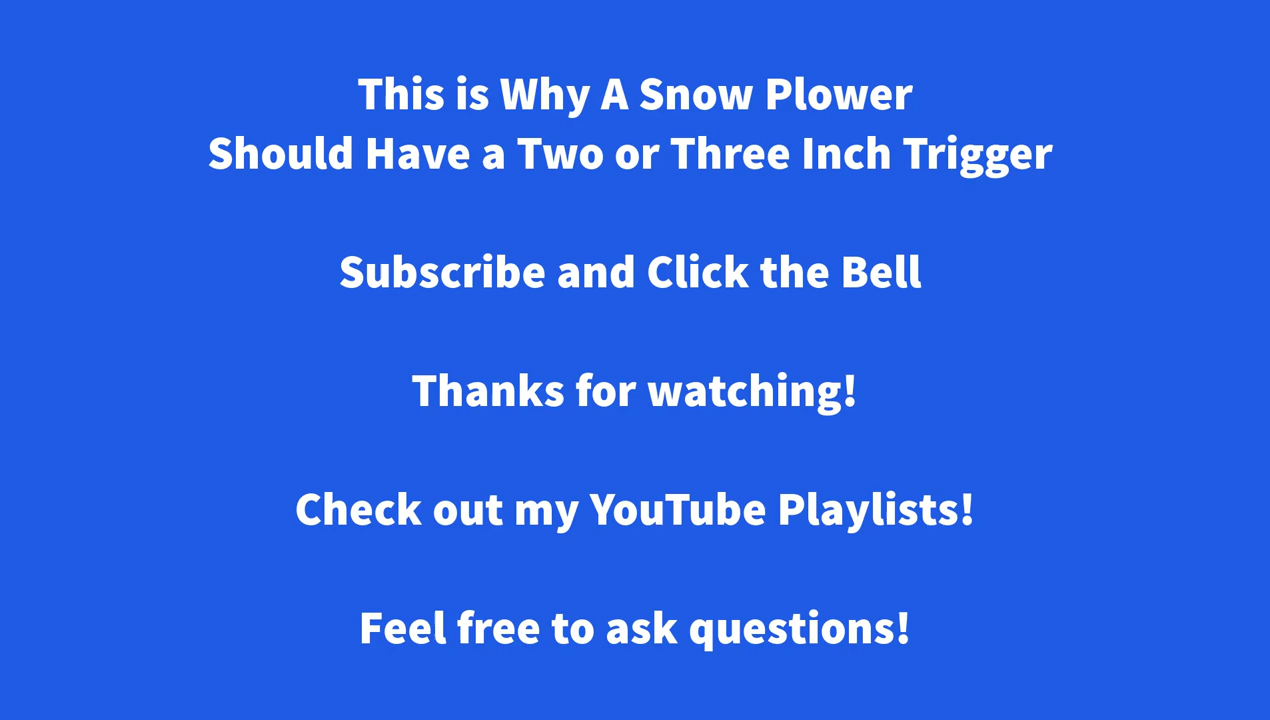 This is Why A Snow Plower
Should Have a Two or Three Inch Trigger
Subscribe and Click the Bell
Thanks for watching!
Check out my YouTube Playlists!
Feel free to ask questions!